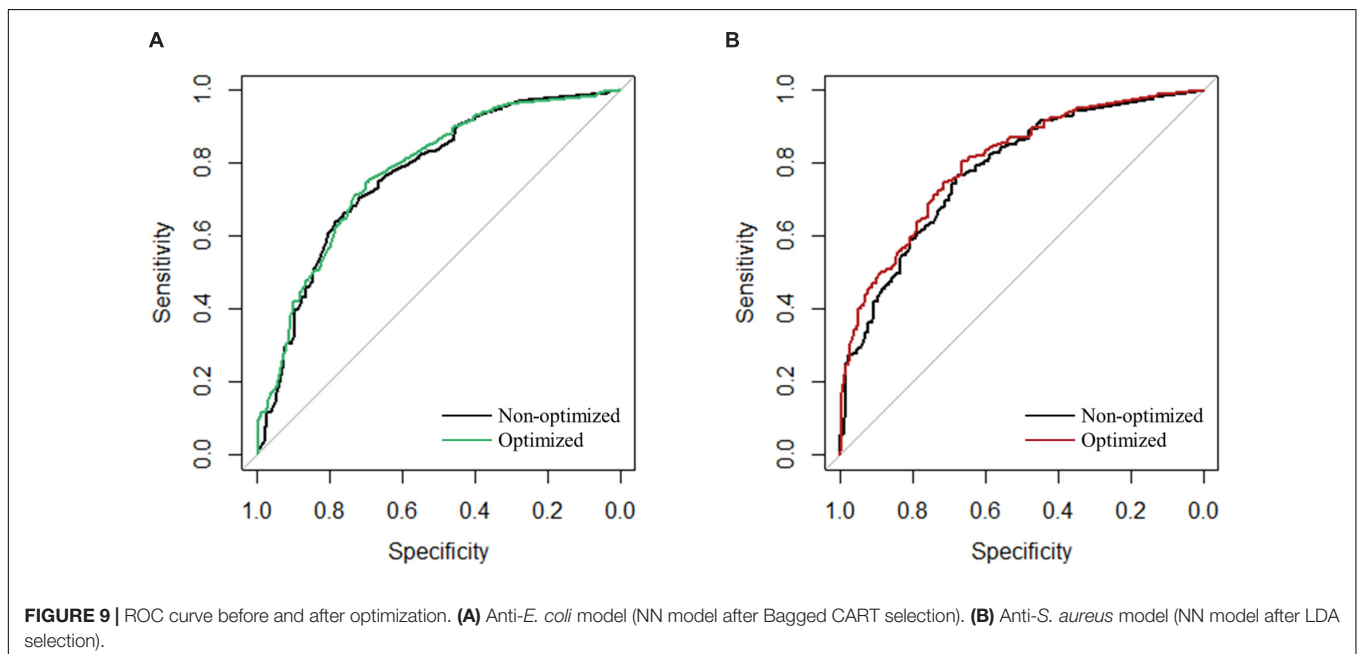 A
B
1.0
0.8
0.6
0.4
0.2
0.0
Sensitivity
Non-optimized
Optimized
1.0 0.8 0.6 0.4 0.2 0.0
Specificity
1.0
0.8
0.6
0.4
0.2
0.0
Sensitivity
Non-optimized
Optimized
1.0 0.8 0.6 0.4 0.2 0.0
Specificity
FIGURE 9 | ROC curve before and after optimization. (A) Anti-E. coli model (NN model after Bagged CART selection). (B) Anti-S. aureus model (NN model after LDA
selection).